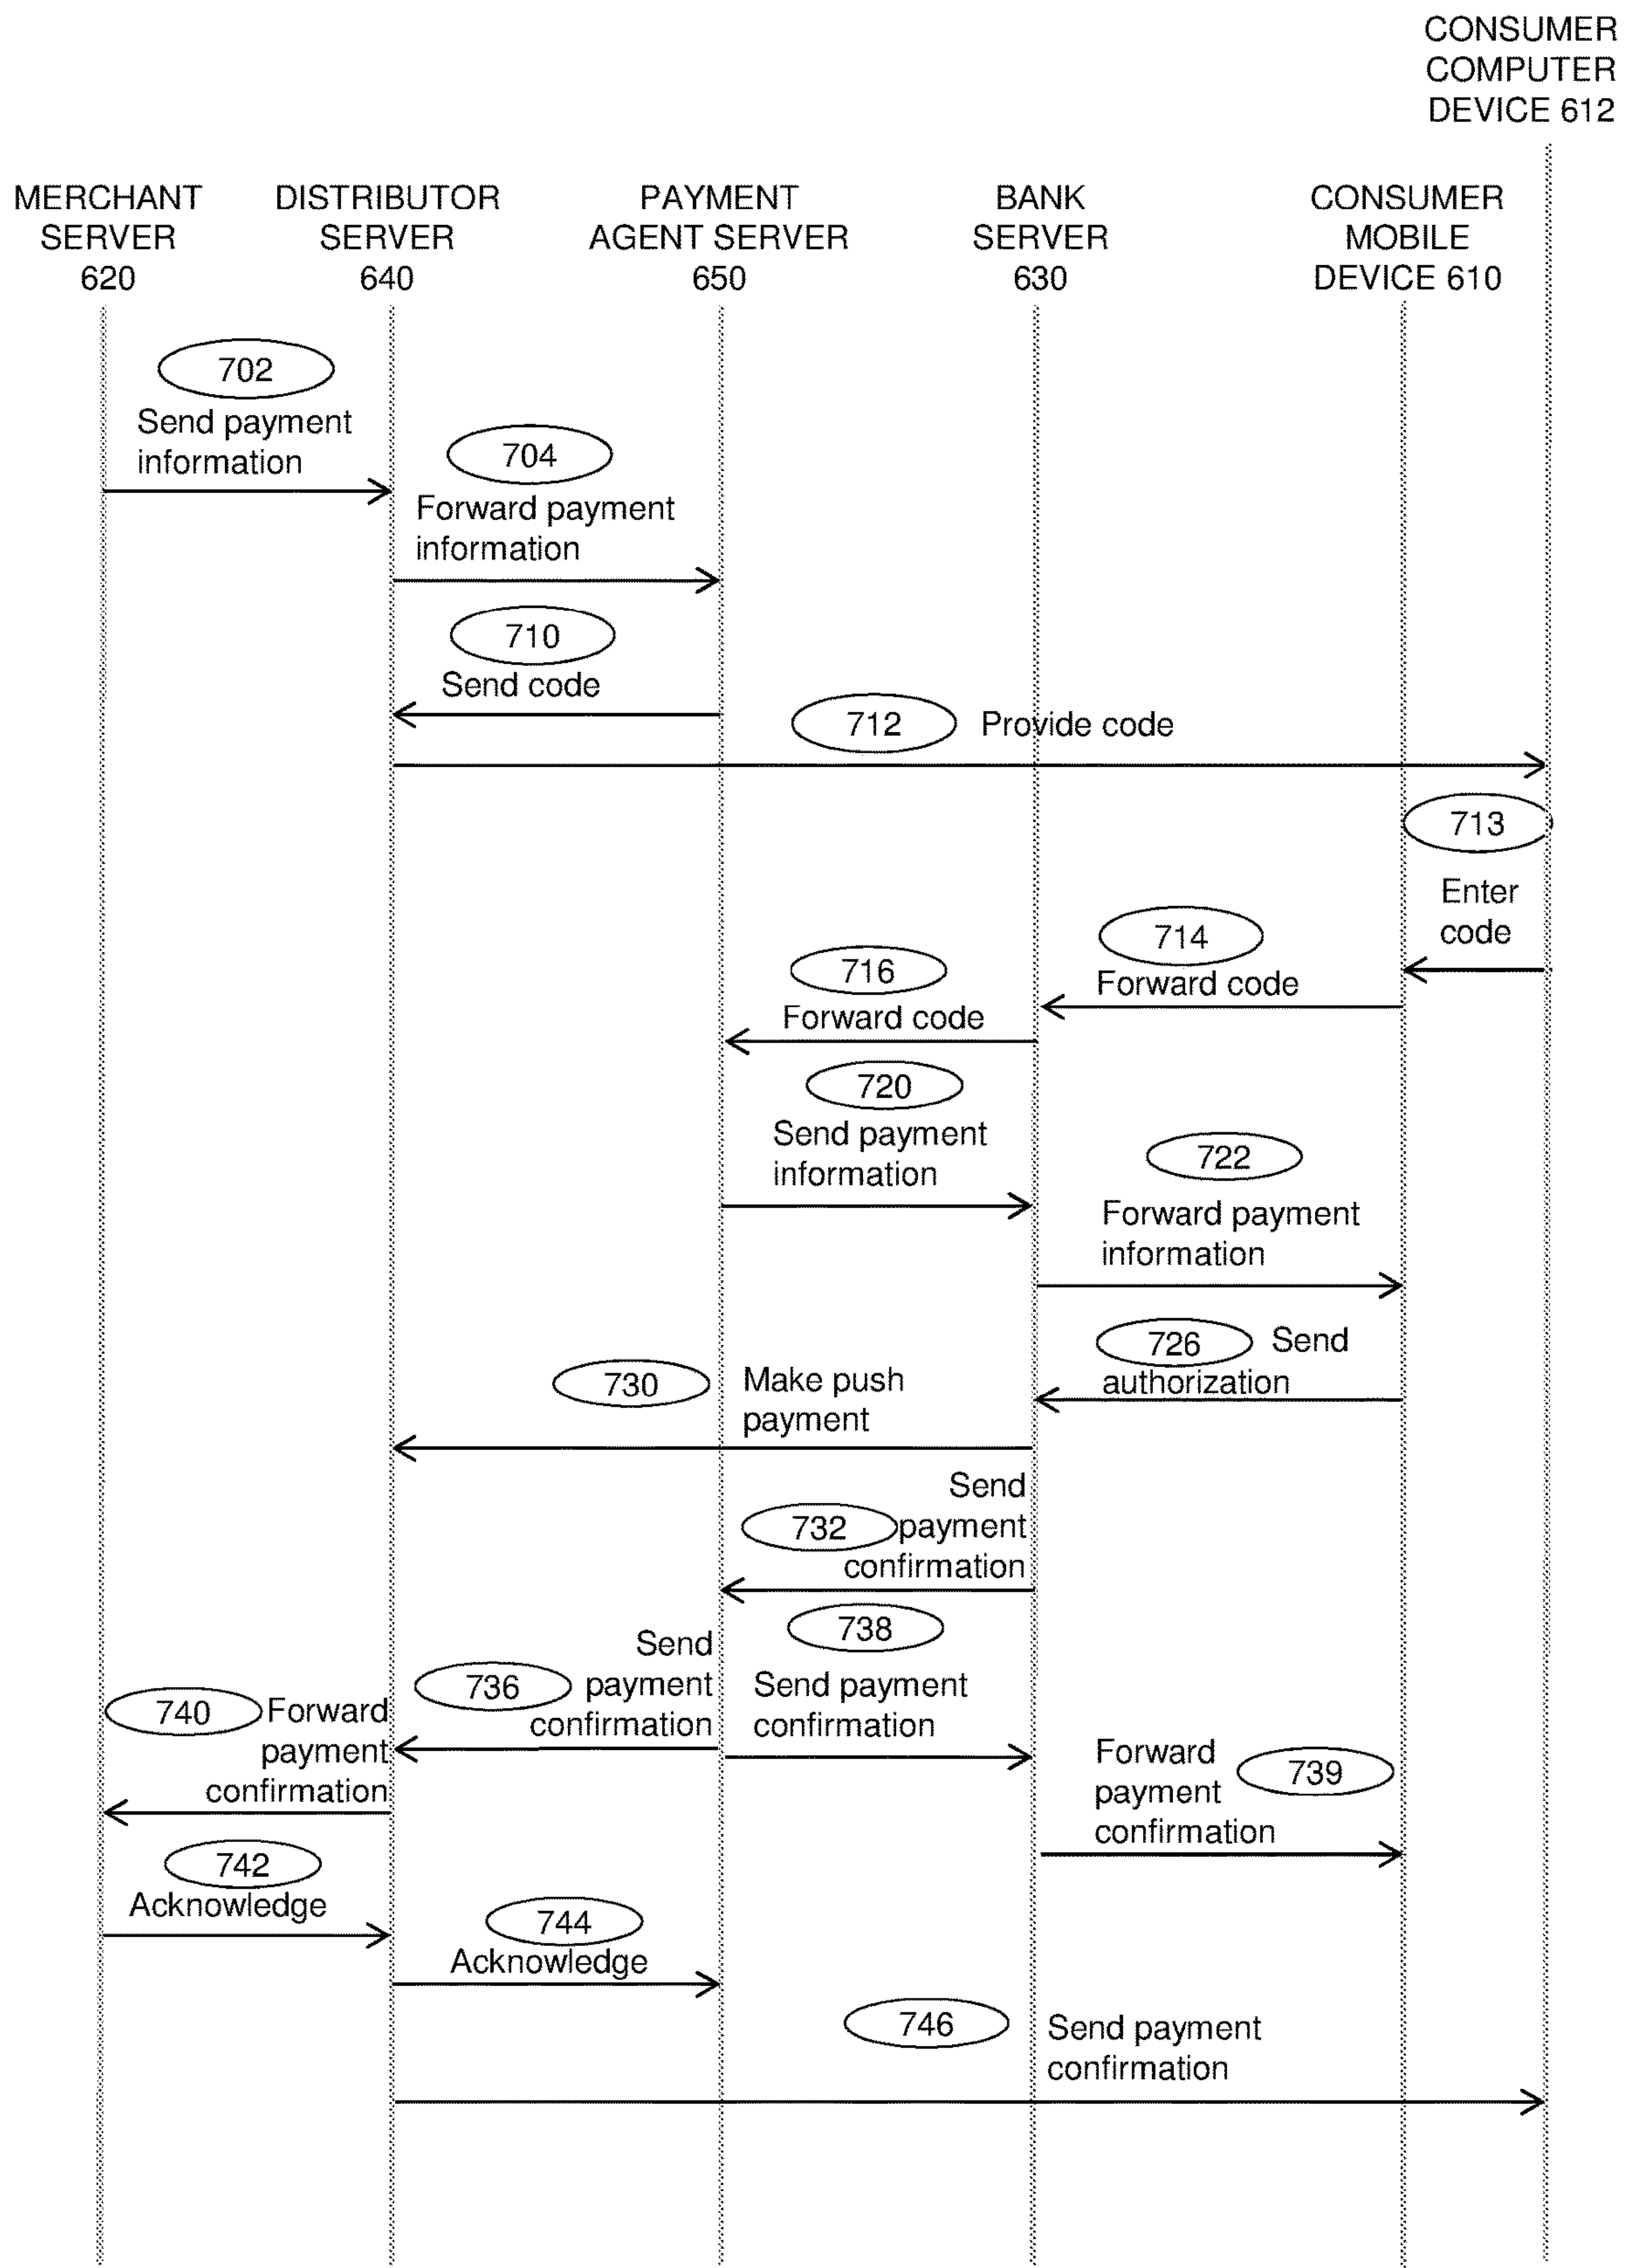 CONSUMER
COMPUTER
DEVICE 612
MERCHANT
SERVER
620
DISTRIBUTOR
SERVER
640
PAYMENT
AGENT SERVER
650
BANK
SERVER
630
CONSUMER
MOBILE
DEVICE 610
702
Send payment
information
704
Forward payment
information
710
Send code
712 Provide code
713
Enter
code
714
Forward code
716
Forward code
720
Send payment
information
722
Forward payment
information
726 Send
authorization
730 Make push
payment
Send
732 payment
confirmation
738
Send payment
confirmation
Send
736 payment
confirmation
740 Forward
payment
confirmation
Forward
739
payment
confirmation
742
Acknowledge
744
Acknowledge
746 Send payment
confirmation